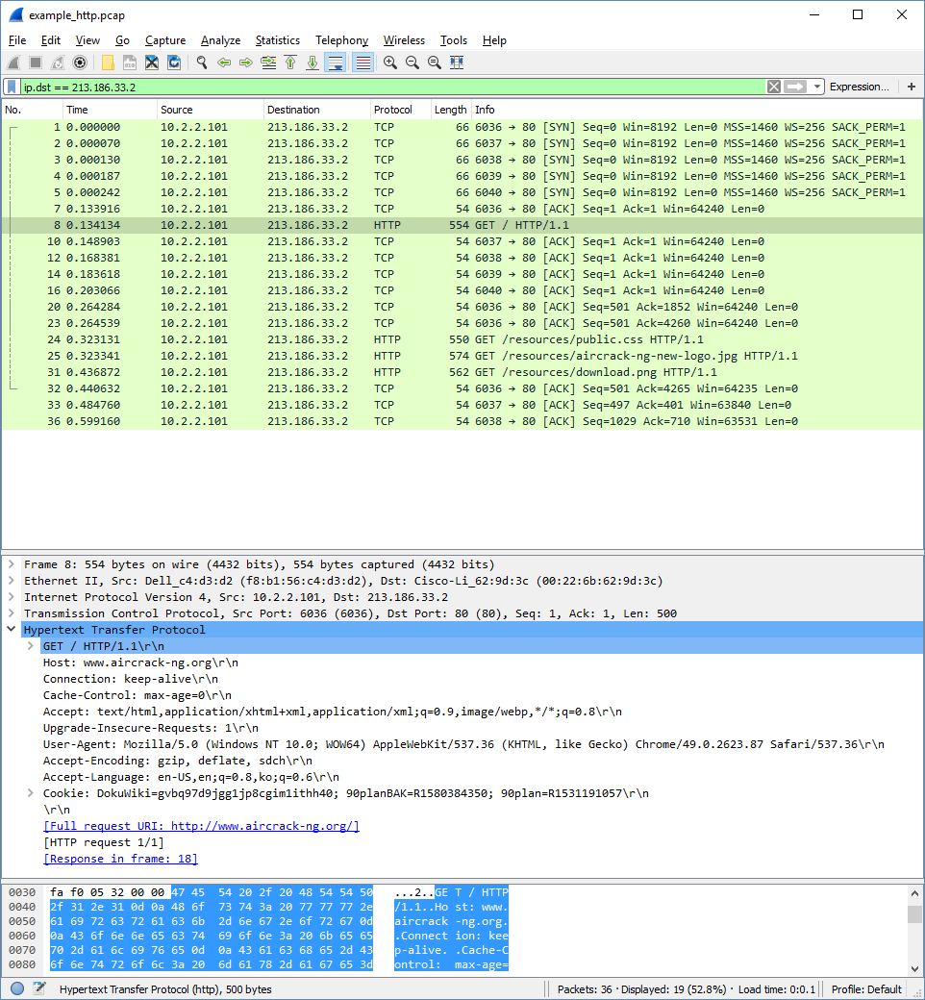 example_http.pcap
File Edit View Go Capture Analyze Statistics Telephony Wireless Tools Help
ip.dst == 213.186.33.2 Expression... +
No. Time Source Destination Protocol Length Info
1 0.000000 10.2.2.101 213.186.33.2 TCP 66 6036 → 80 [SYN] Seq=0 Win=8192 Len=0 MSS=1460 WS=256 SACK_PERM=1
2 0.000070 10.2.2.101 213.186.33.2 TCP 66 6037 → 80 [SYN] Seq=0 Win=8192 Len=0 MSS=1460 WS=256 SACK_PERM=1
3 0.000130 10.2.2.101 213.186.33.2 TCP 66 6038 → 80 [SYN] Seq=0 Win=8192 Len=0 MSS=1460 WS=256 SACK_PERM=1
4 0.000187 10.2.2.101 213.186.33.2 TCP 66 6039 → 80 [SYN] Seq=0 Win=8192 Len=0 MSS=1460 WS=256 SACK_PERM=1
5 0.000242 10.2.2.101 213.186.33.2 TCP 66 6040 → 80 [SYN] Seq=0 Win=8192 Len=0 MSS=1460 WS=256 SACK_PERM=1
7 0.133916 10.2.2.101 213.186.33.2 TCP 54 6036 → 80 [ACK] Seq=1 Ack=1 Win=64240 Len=0
8 0.134134 10.2.2.101 213.186.33.2 HTTP 554 GET / HTTP/1.1
10 0.148903 10.2.2.101 213.186.33.2 TCP 54 6037 → 80 [ACK] Seq=1 Ack=1 Win=64240 Len=0
12 0.168381 10.2.2.101 213.186.33.2 TCP 54 6038 → 80 [ACK] Seq=1 Ack=1 Win=64240 Len=0
14 0.183618 10.2.2.101 213.186.33.2 TCP 54 6039 → 80 [ACK] Seq=1 Ack=1 Win=64240 Len=0
16 0.203066 10.2.2.101 213.186.33.2 TCP 54 6040 → 80 [ACK] Seq=1 Ack=1 Win=64240 Len=0
20 0.264284 10.2.2.101 213.186.33.2 TCP 54 6036 → 80 [ACK] Seq=501 Ack=1852 Win=64240 Len=0
23 0.264539 10.2.2.101 213.186.33.2 TCP 54 6036 → 80 [ACK] Seq=501 Ack=4260 Win=64240 Len=0
24 0.323131 10.2.2.101 213.186.33.2 HTTP 550 GET /resources/public.css HTTP/1.1
25 0.323341 10.2.2.101 213.186.33.2 HTTP 574 GET /resources/aircrack-ng-new-logo.jpg HTTP/1.1
31 0.436872 10.2.2.101 213.186.33.2 HTTP 562 GET /resources/download.png HTTP/1.1
32 0.440632 10.2.2.101 213.186.33.2 TCP 54 6036 → 80 [ACK] Seq=501 Ack=4265 Win=64235 Len=0
33 0.484760 10.2.2.101 213.186.33.2 TCP 54 6037 → 80 [ACK] Seq=497 Ack=401 Win=63840 Len=0
36 0.599160 10.2.2.101 213.186.33.2 TCP 54 6038 → 80 [ACK] Seq=1029 Ack=710 Win=63531 Len=0
Frame 8: 554 bytes on wire (4432 bits), 554 bytes captured (4432 bits)
Ethernet II, Src: Dell_c4:d3:d2 (f8:b1:56:c4:d3:d2), Dst: Cisco-Li_62:9d:3c (00:22:6b:62:9d:3c)
Internet Protocol Version 4, Src: 10.2.2.101, Dst: 213.186.33.2
Transmission Control Protocol, Src Port: 6036 (6036), Dst Port: 80 (80), Seq: 1, Ack: 1, Len: 500
Hypertext Transfer Protocol
GET / HTTP/1.1\r\n
Host: www.aircrack-ng.org\r\n
Connection: keep-alive\r\n
Cache-Control: max-age=0\r\n
Accept: text/html,application/xhtml+xml,application/xml;q=0.9,image/webp,*/*;q=0.8\r\n
Upgrade-Insecure-Requests: 1\r\n
User-Agent: Mozilla/5.0 (Windows NT 10.0; WOW64) AppleWebKit/537.36 (KHTML, like Gecko) Chrome/49.0.2623.87 Safari/537.36\r\n
Accept-Encoding: gzip, deflate, sdch\r\n
Accept-Language: en-US,en;q=0.8,ko;q=0.6\r\n
Cookie: DokuWiki=gvbq97d9jgg1jp8cgim1ithh40; 90planBAK=R1580384350; 90plan=R1531191057\r\n
\r\n
[Full request URI: http://www.aircrack-ng.org/]
[HTTP request 1/1]
[Response in frame: 18]
0030 fa f0 05 32 00 00 47 45 54 20 2f 20 48 54 54 50 ...2..GE T / HTTP
0040 2f 31 2e 31 0d 0a 48 6f 73 74 3a 20 77 77 77 2e /1.1..Ho st: www.
0050 61 69 72 63 72 61 63 6b 2d 6e 67 2e 6f 72 67 0d aircrack -ng.org.
0060 0a 43 6f 6e 6e 65 63 74 69 6f 6e 3a 20 6b 65 65 .Connect ion: kee
0070 70 2d 61 6c 69 76 65 0d 0a 43 61 63 68 65 2d 43 p-alive. .Cache-C
0080 6f 6e 74 72 6f 6c 3a 20 6d 61 78 2d 61 67 65 3d ontrol: max-age=
Hypertext Transfer Protocol (http), 500 bytes Packets: 36 · Displayed: 19 (52.8%) · Load time: 0:0.1 Profile: Default